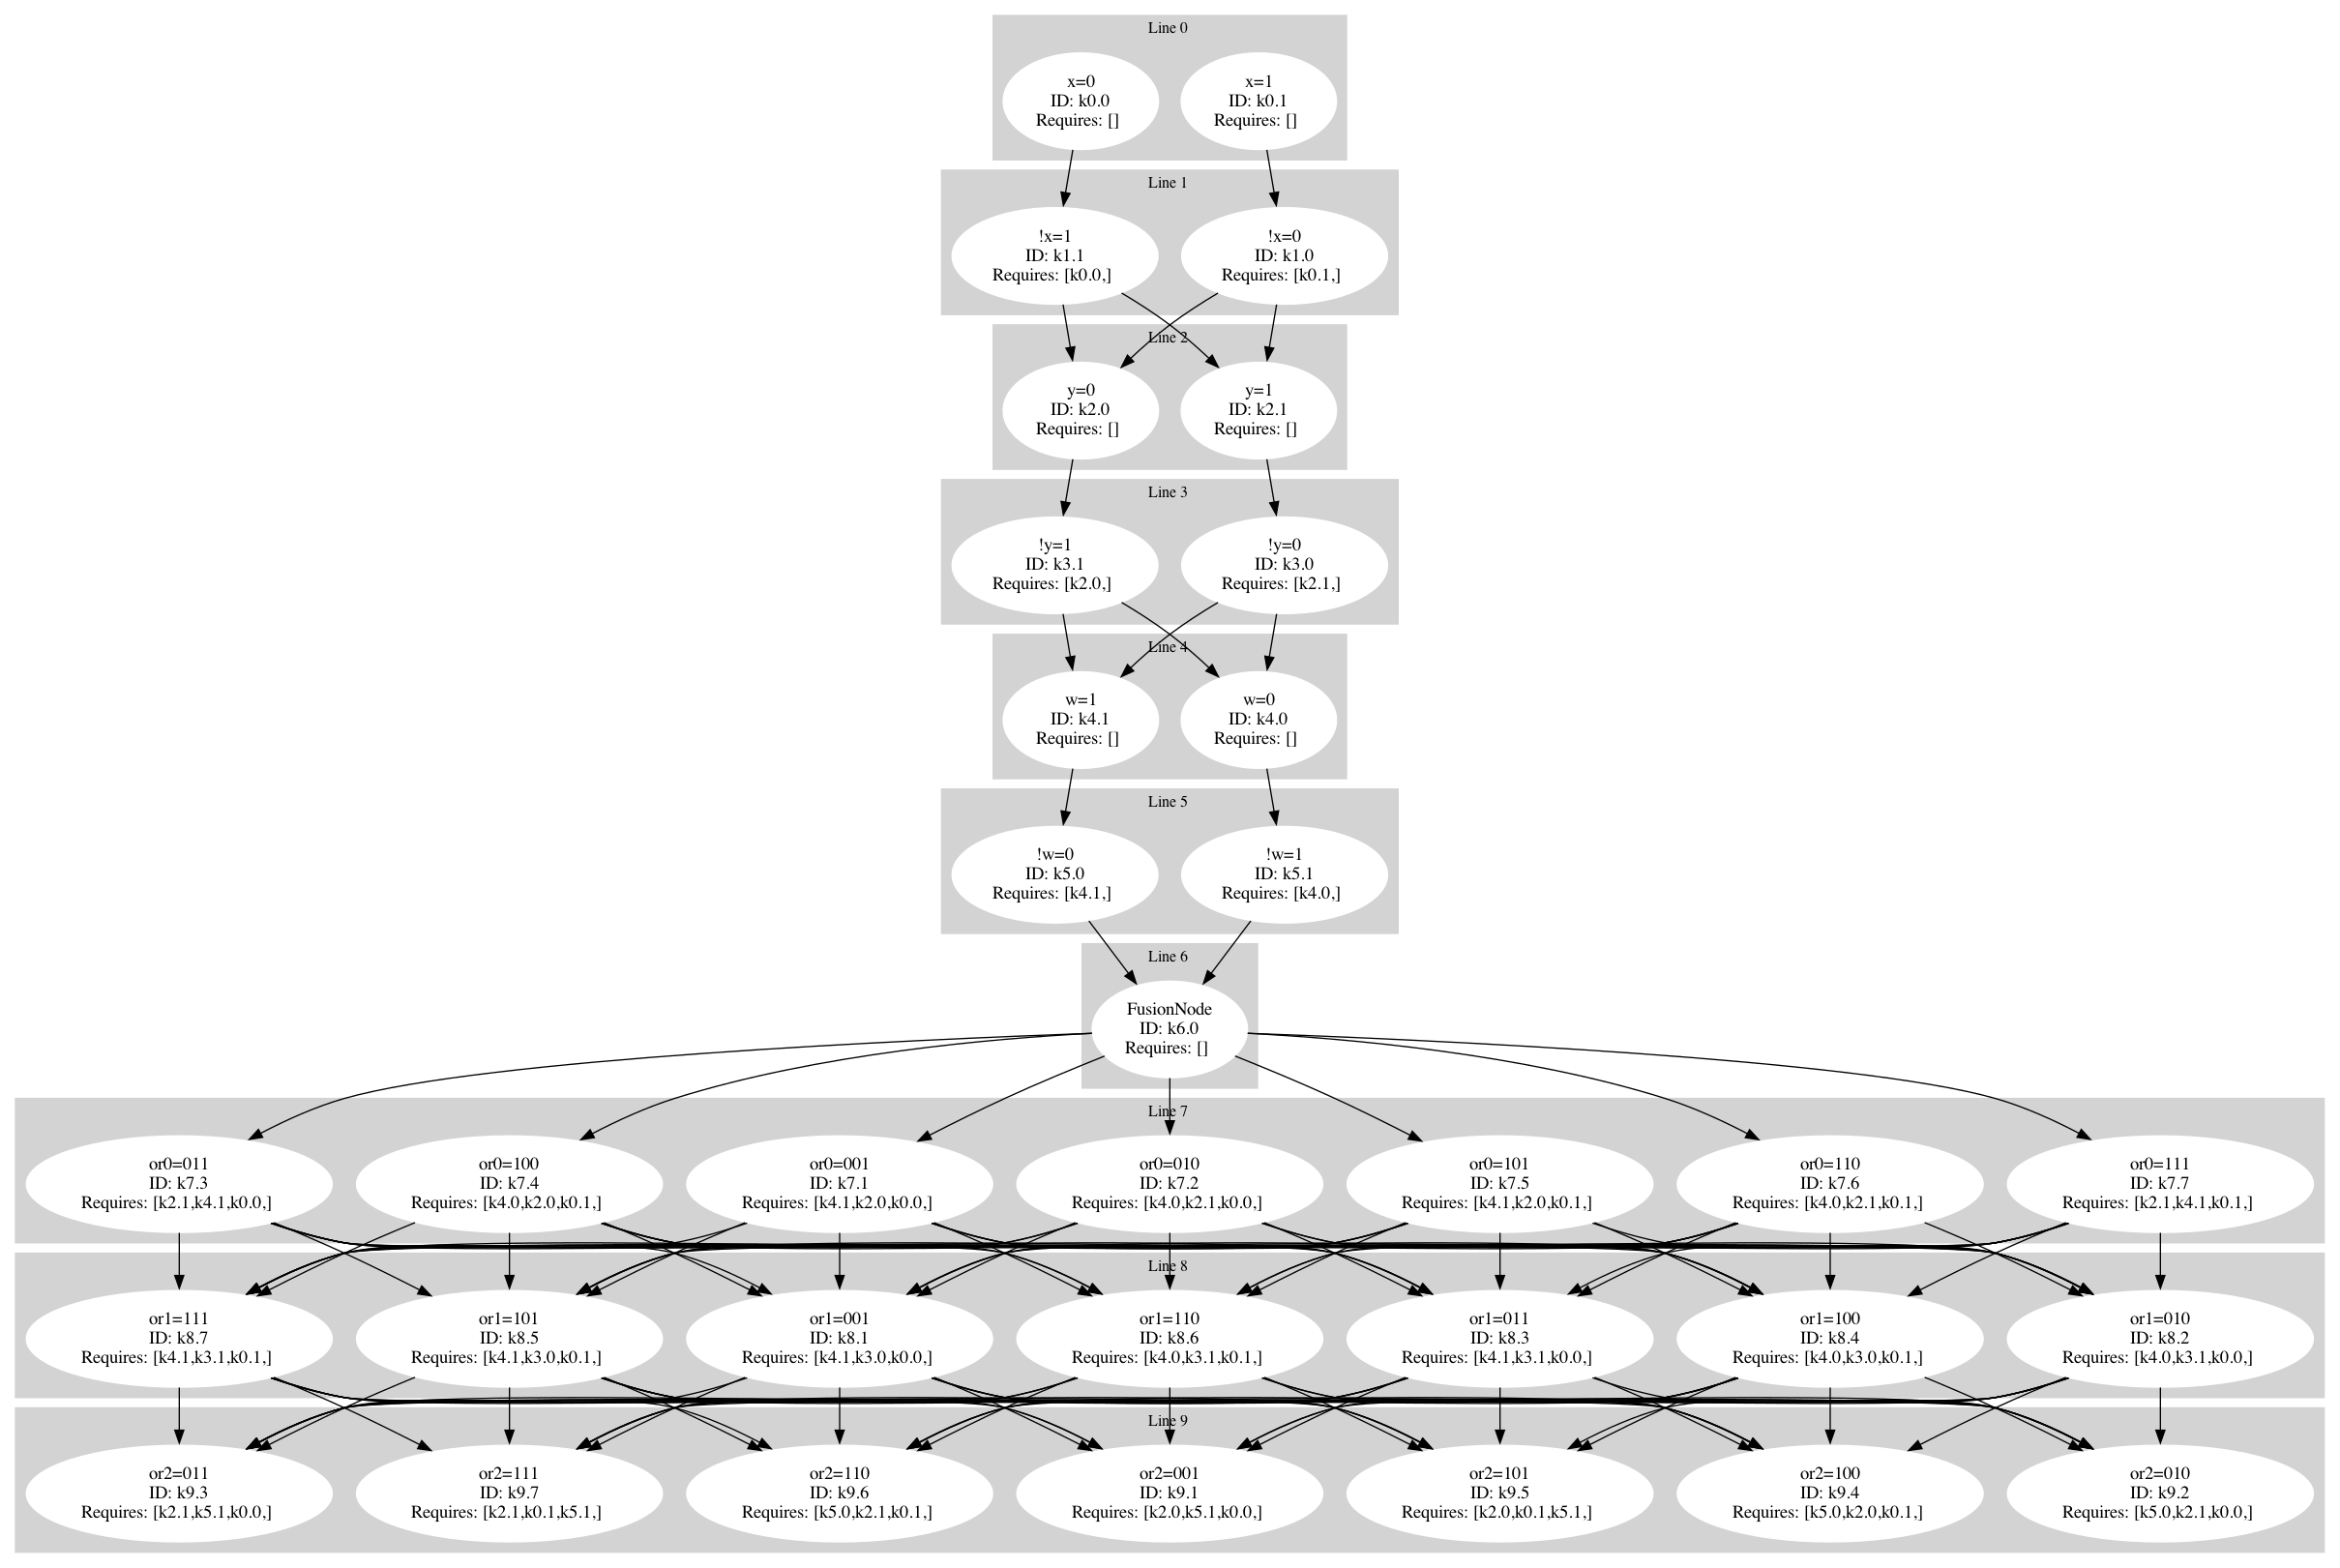 Line 0
x=0
ID: k0.0
Requires: []
x=1
ID: k0.1
Requires: []
Line 1
!x=1
ID: k1.1
Requires: [k0.0,]
!x=0
ID: k1.0
Requires: [k0.1,]
Line 2
y=0
ID: k2.0
Requires: []
y=1
ID: k2.1
Requires: []
Line 3
!y=1
ID: k3.1
Requires: [k2.0,]
!y=0
ID: k3.0
Requires: [k2.1,]
Line 4
w=1
ID: k4.1
Requires: []
w=0
ID: k4.0
Requires: []
Line 5
!w=0
ID: k5.0
Requires: [k4.1,]
!w=1
ID: k5.1
Requires: [k4.0,]
Line 6
FusionNode
ID: k6.0
Requires: []
Line 7
or0=011
ID: k7.3
Requires: [k2.1,k4.1,k0.0,]
or0=100
ID: k7.4
Requires: [k4.0,k2.0,k0.1,]
or0=001
ID: k7.1
Requires: [k4.1,k2.0,k0.0,]
or0=010
ID: k7.2
Requires: [k4.0,k2.1,k0.0,]
or0=101
ID: k7.5
Requires: [k4.1,k2.0,k0.1,]
or0=110
ID: k7.6
Requires: [k4.0,k2.1,k0.1,]
or0=111
ID: k7.7
Requires: [k2.1,k4.1,k0.1,]
Line 8
or1=111
ID: k8.7
Requires: [k4.1,k3.1,k0.1,]
or1=101
ID: k8.5
Requires: [k4.1,k3.0,k0.1,]
or1=001
ID: k8.1
Requires: [k4.1,k3.0,k0.0,]
or1=110
ID: k8.6
Requires: [k4.0,k3.1,k0.1,]
or1=011
ID: k8.3
Requires: [k4.1,k3.1,k0.0,]
or1=100
ID: k8.4
Requires: [k4.0,k3.0,k0.1,]
or1=010
ID: k8.2
Requires: [k4.0,k3.1,k0.0,]
Line 9
or2=011
ID: k9.3
Requires: [k2.1,k5.1,k0.0,]
or2=111
ID: k9.7
Requires: [k2.1,k0.1,k5.1,]
or2=110
ID: k9.6
Requires: [k5.0,k2.1,k0.1,]
or2=001
ID: k9.1
Requires: [k2.0,k5.1,k0.0,]
or2=101
ID: k9.5
Requires: [k2.0,k0.1,k5.1,]
or2=100
ID: k9.4
Requires: [k5.0,k2.0,k0.1,]
or2=010
ID: k9.2
Requires: [k5.0,k2.1,k0.0,]